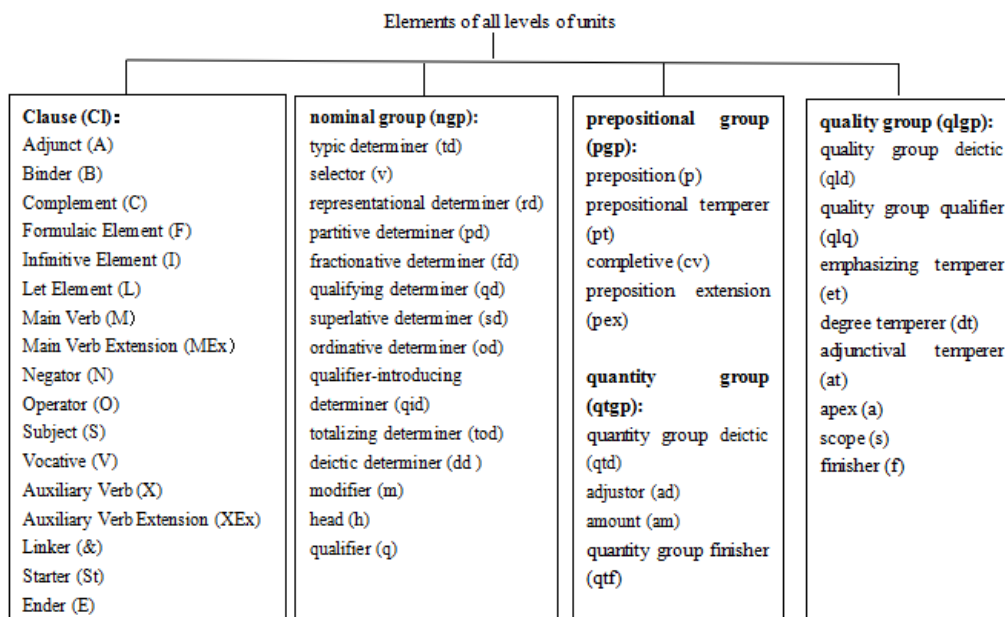 Elements of all levels of units
Clause (Cl):
Adjunct (A)
Binder (B)
Complement (C)
Formulaic Element (F)
Infinitive Element (I)
Let Element (L)
Main Verb (M)
Main Verb Extension (MEx)
Negator (N)
Operator (O)
Subject (S)
Vocative (V)
Auxiliary Verb (X)
Auxiliary Verb Extension (XEx)
Linker (&)
Starter (St)
Ender (E)
nominal group (ngp):
typic determiner (td)
selector (v)
representational determiner (rd)
partitive determiner (pd)
fractionative determiner (fd)
qualifying determiner (qd)
superlative determiner (sd)
ordinative determiner (od)
qualifier-introducing
determiner (qid)
totalizing determiner (tod)
deictic determiner (dd )
modifier (m)
head (h)
qualifier (q)
prepositional group
(pgp):
preposition (p)
prepositional temperer
(pt)
completive (cv)
preposition extension
(pex)
quantity group
(qtgp):
quantity group deictic
(qtd)
adjustor (ad)
amount (am)
quantity group finisher
(qtf)
quality group (qlgp):
quality group deictic
(qld)
quality group qualifier
(qlq)
emphasizing temperer
(et)
degree temperer (dt)
adjunctival temperer
(at)
apex (a)
scope (s)
finisher (f)